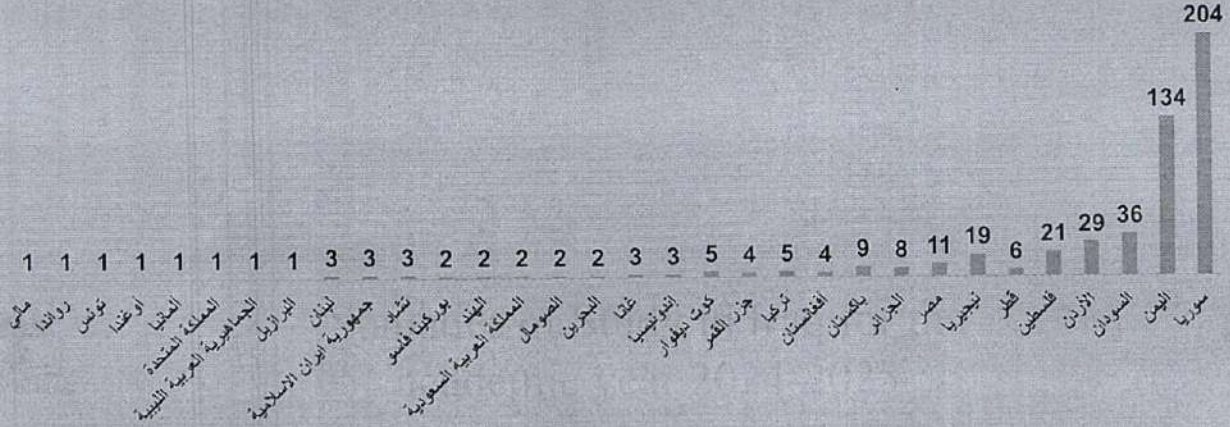 204
134
36
29
21
6
19
11
8
9
4
5
4
5
3
3
2
2
2
2
2
3
3
3
1
1
1
1
1
1
1
1
سوريا
اليمن
السودان
الأردن
فلسطين
قطر
نيجيريا
مصر
الجزائر
باكستان
أفغانستان
تركيا
جزر القمر
كوت ديفوار
إندونيسيا
غانا
البحرين
الصومال
المملكة العربية السعودية
الهند
بوركينا فاسو
تشاد
جمهورية ايران الاسلامية
لبنان
البرازيل
الجماهيرية العربية الليبية
المملكة المتحدة
المانيا
أوغندا
تونس
رواندا
مالي